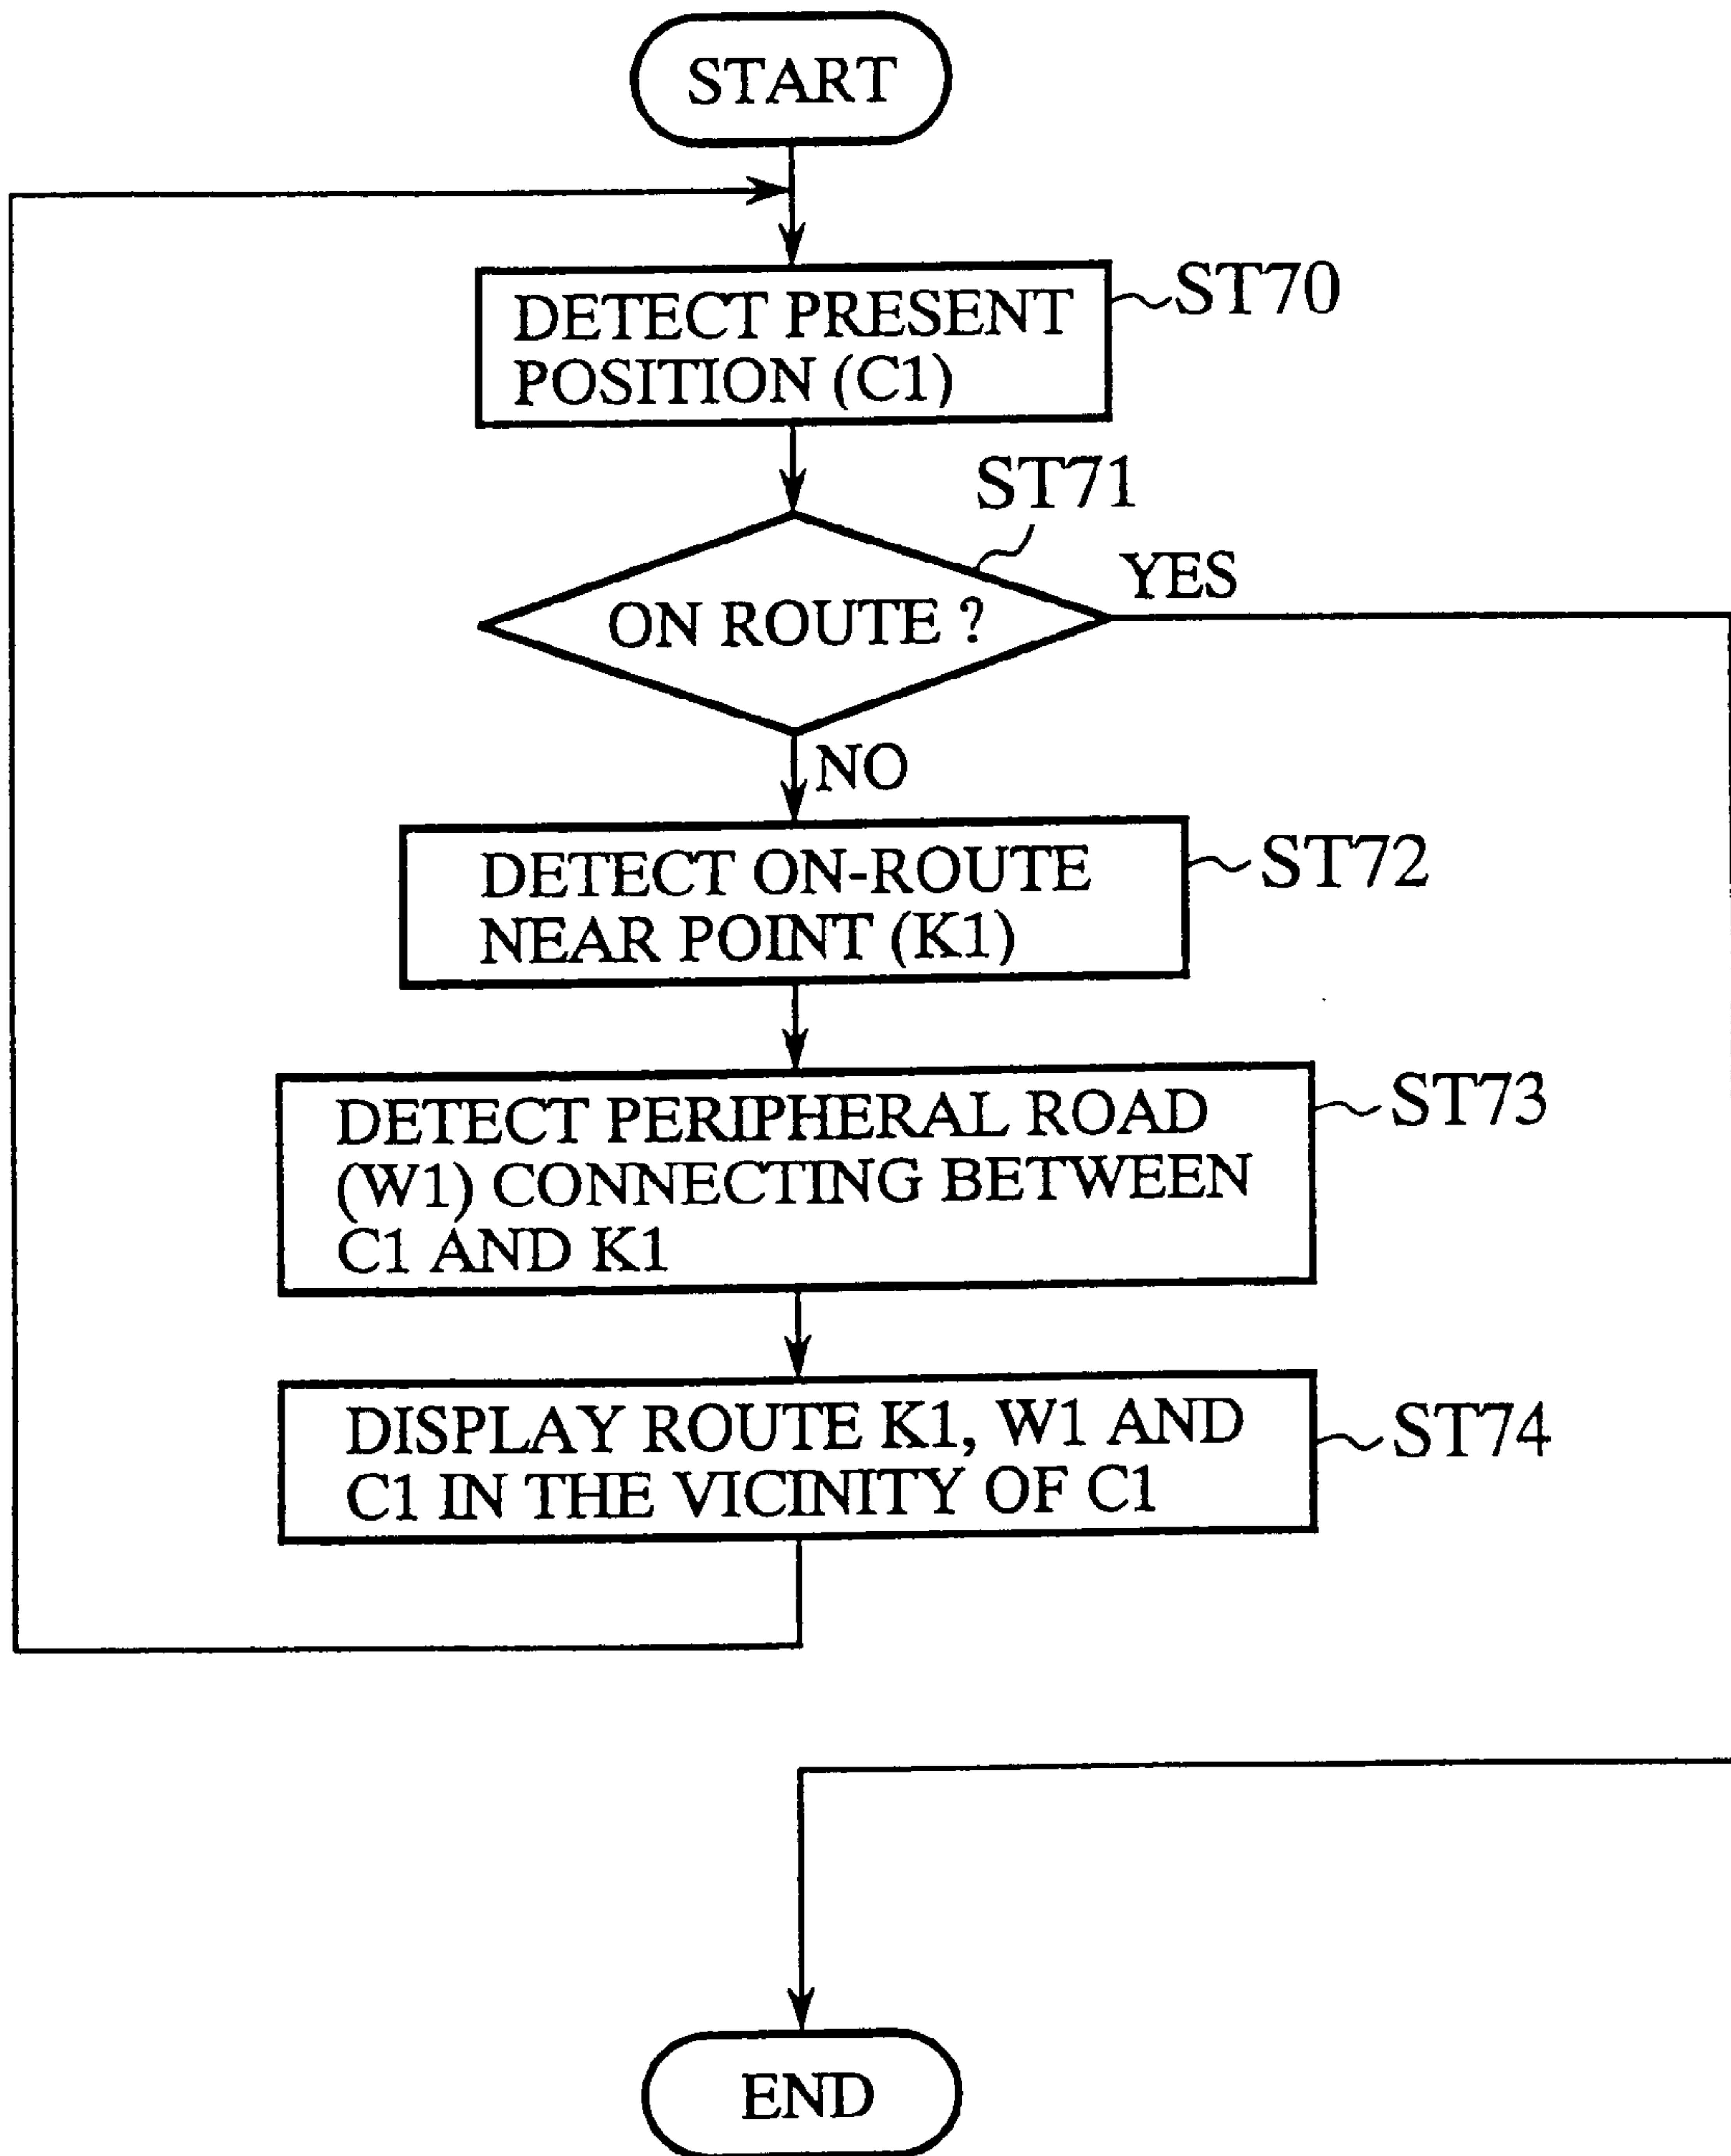 START
DETECT PRESENT
POSITION (C1)
ST70
ST71
ON ROUTE ?
YES
NO
DETECT ON-ROUTE
NEAR POINT (K1)
ST72
DETECT PERIPHERAL ROAD
(W1) CONNECTING BETWEEN
C1 AND K1
ST73
DISPLAY ROUTE K1, W1 AND
C1 IN THE VICINITY OF C1
ST74
END